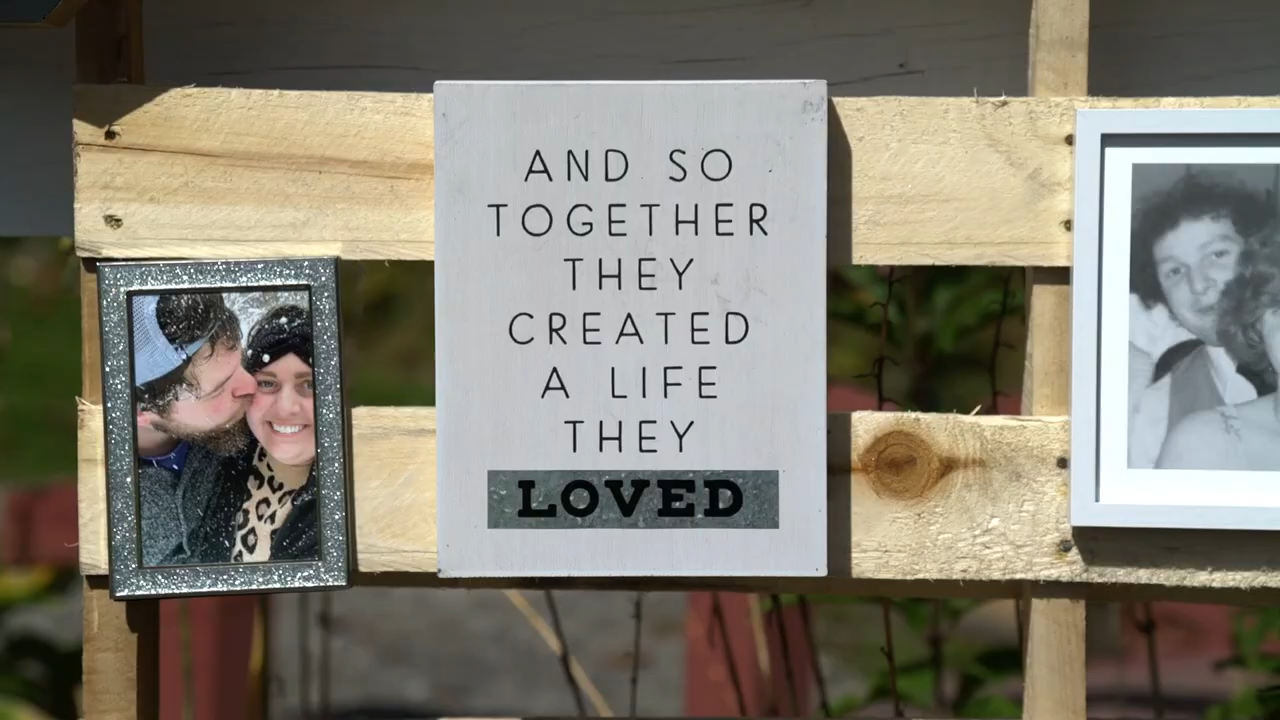 AND SO
TOGETHER
THEY
CREATED
A LIFE
THEY
LOVED